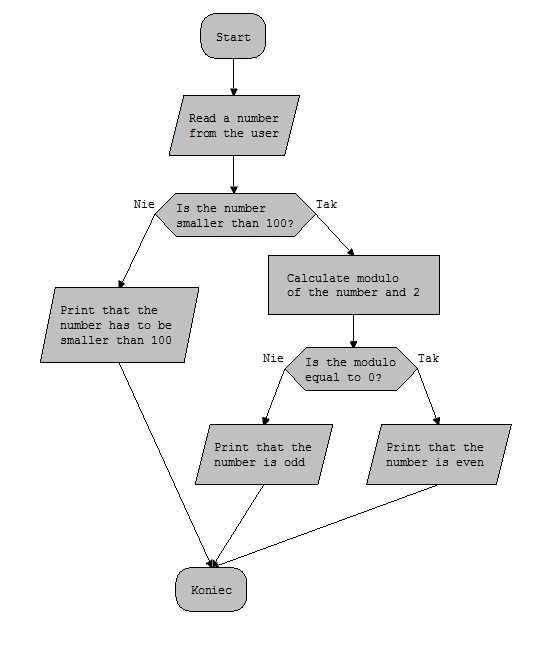 Start
Read a number
from the user
Nie
Is the number
smaller than 100?
Tak
Print that the
number has to be
smaller than 100
Calculate modulo
of the number and 2
Nie
Is the modulo
equal to 0?
Tak
Print that the
number is odd
Print that the
number is even
Koniec